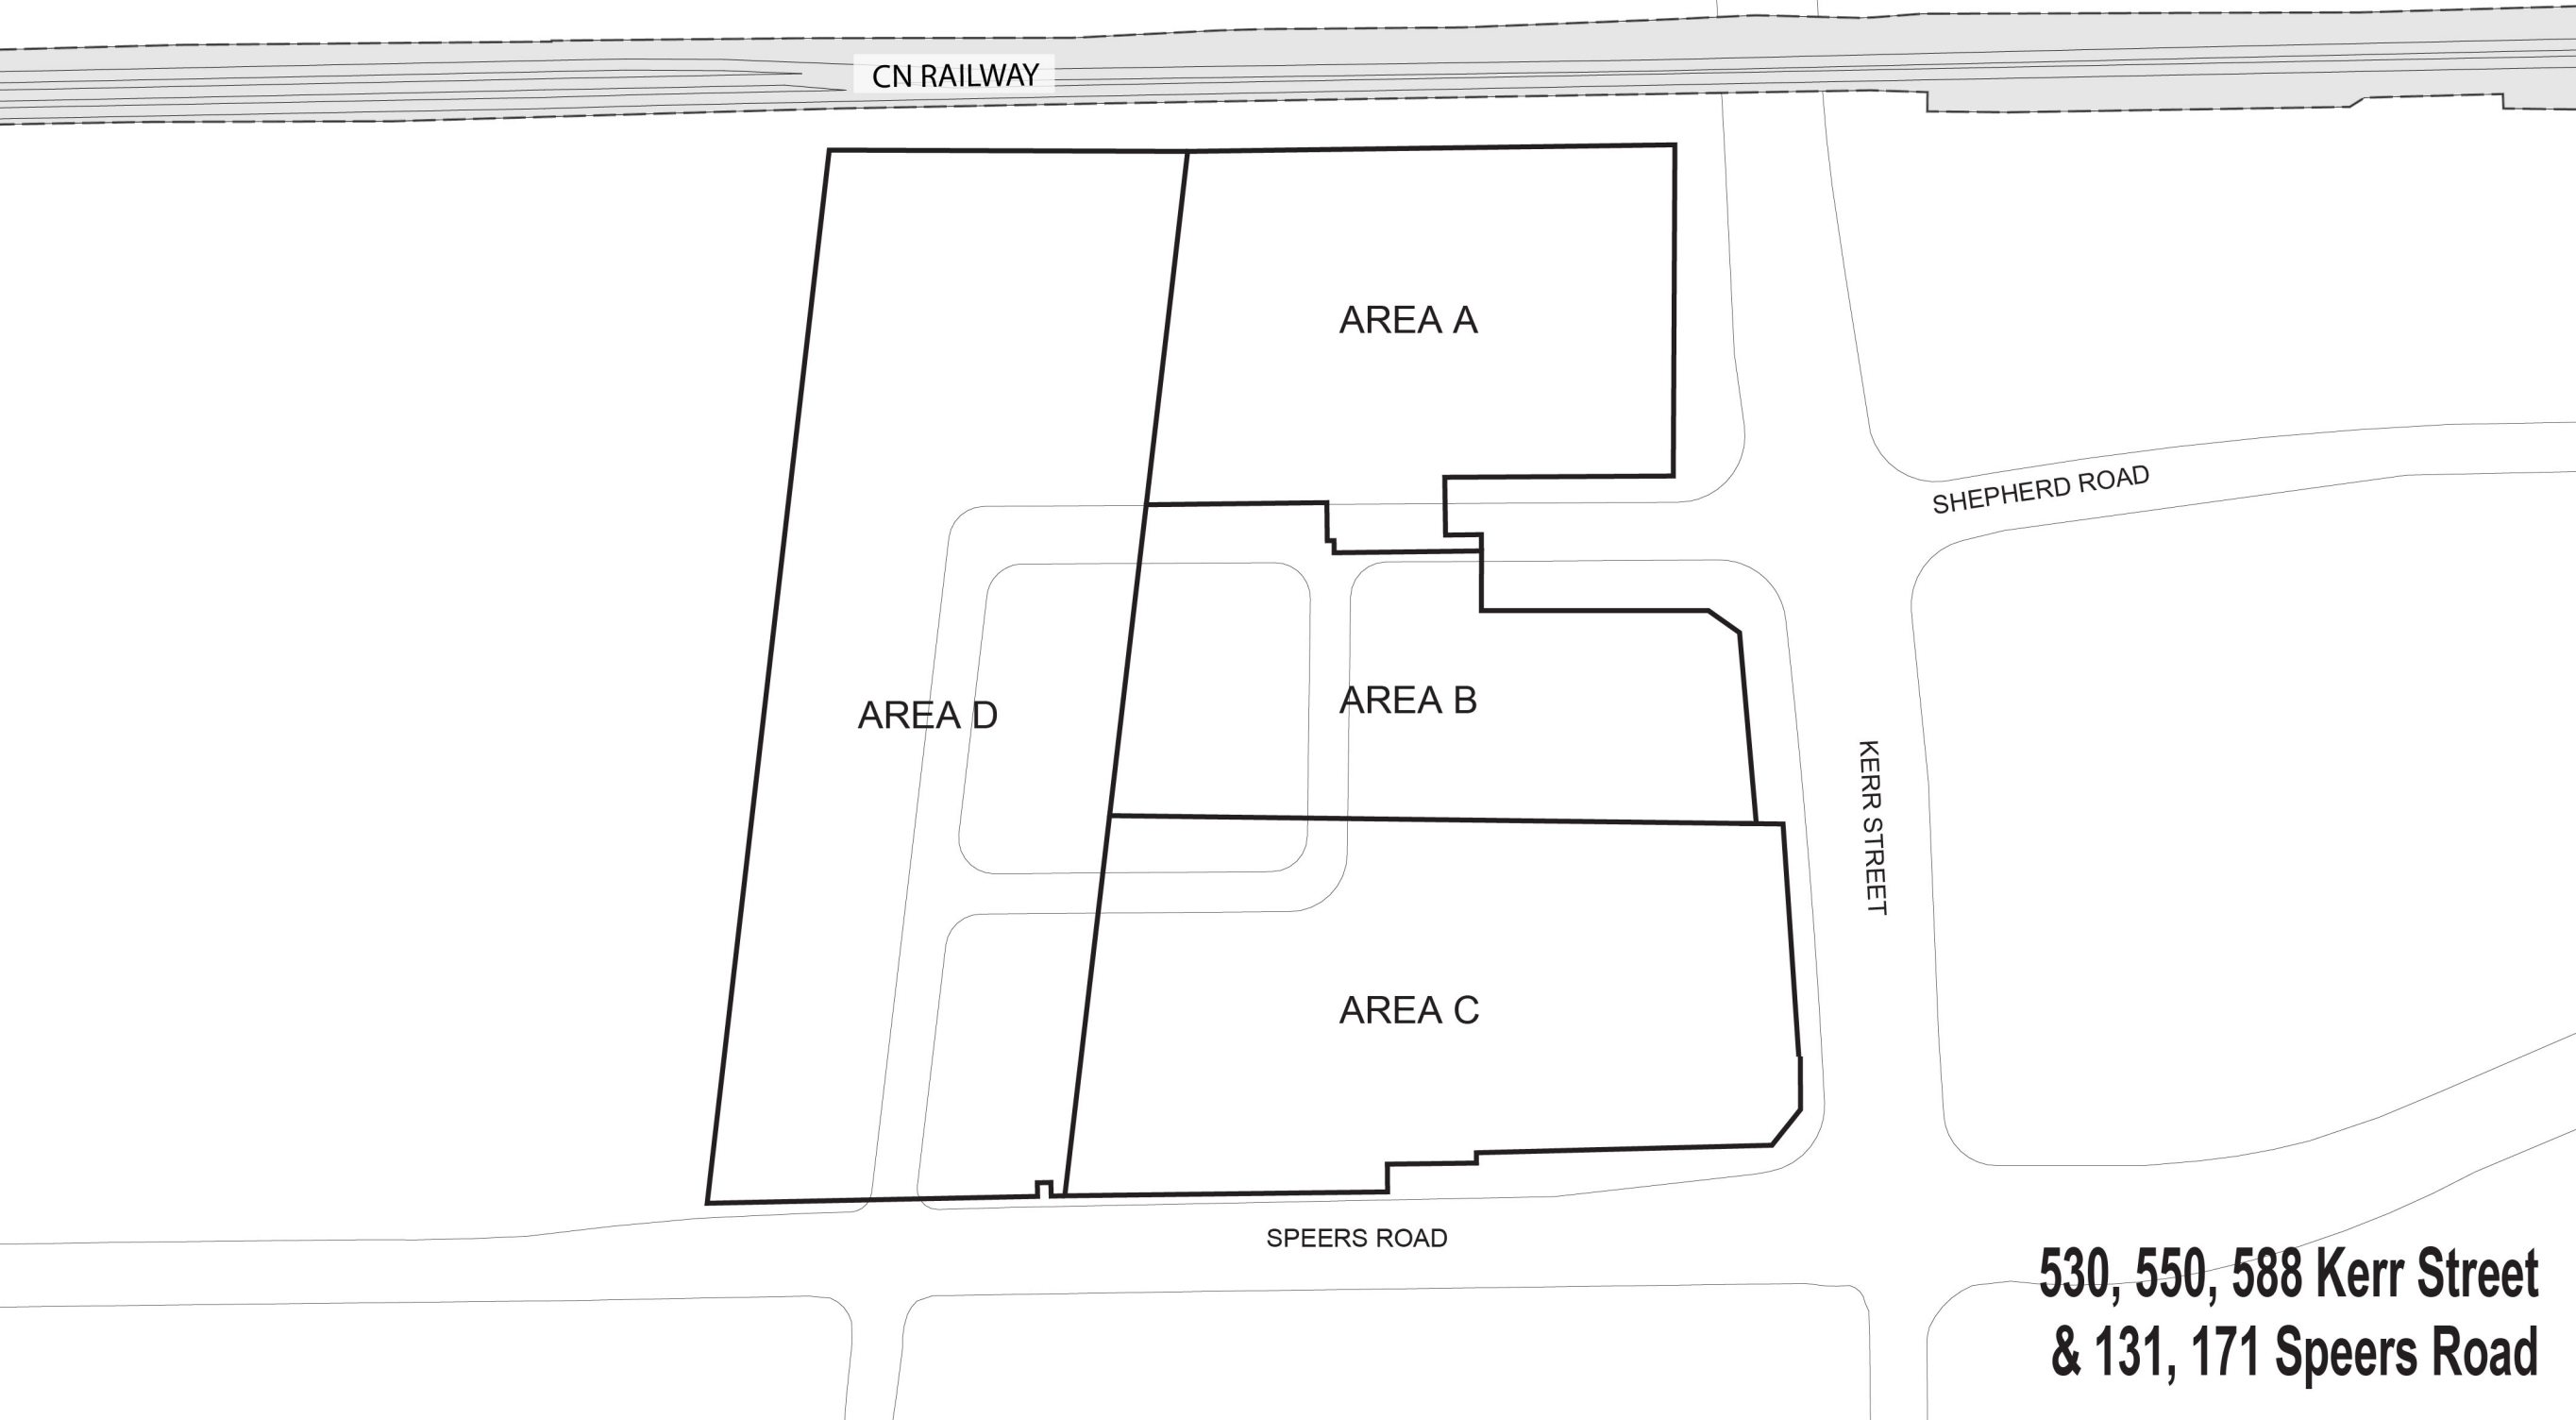 CN RAILWAY
AREA A
SHEPHERD ROAD
AREA D
AREA B
KERR STREET
AREA C
SPEERS ROAD
530, 550, 588 Kerr Street
& 131, 171 Speers Road